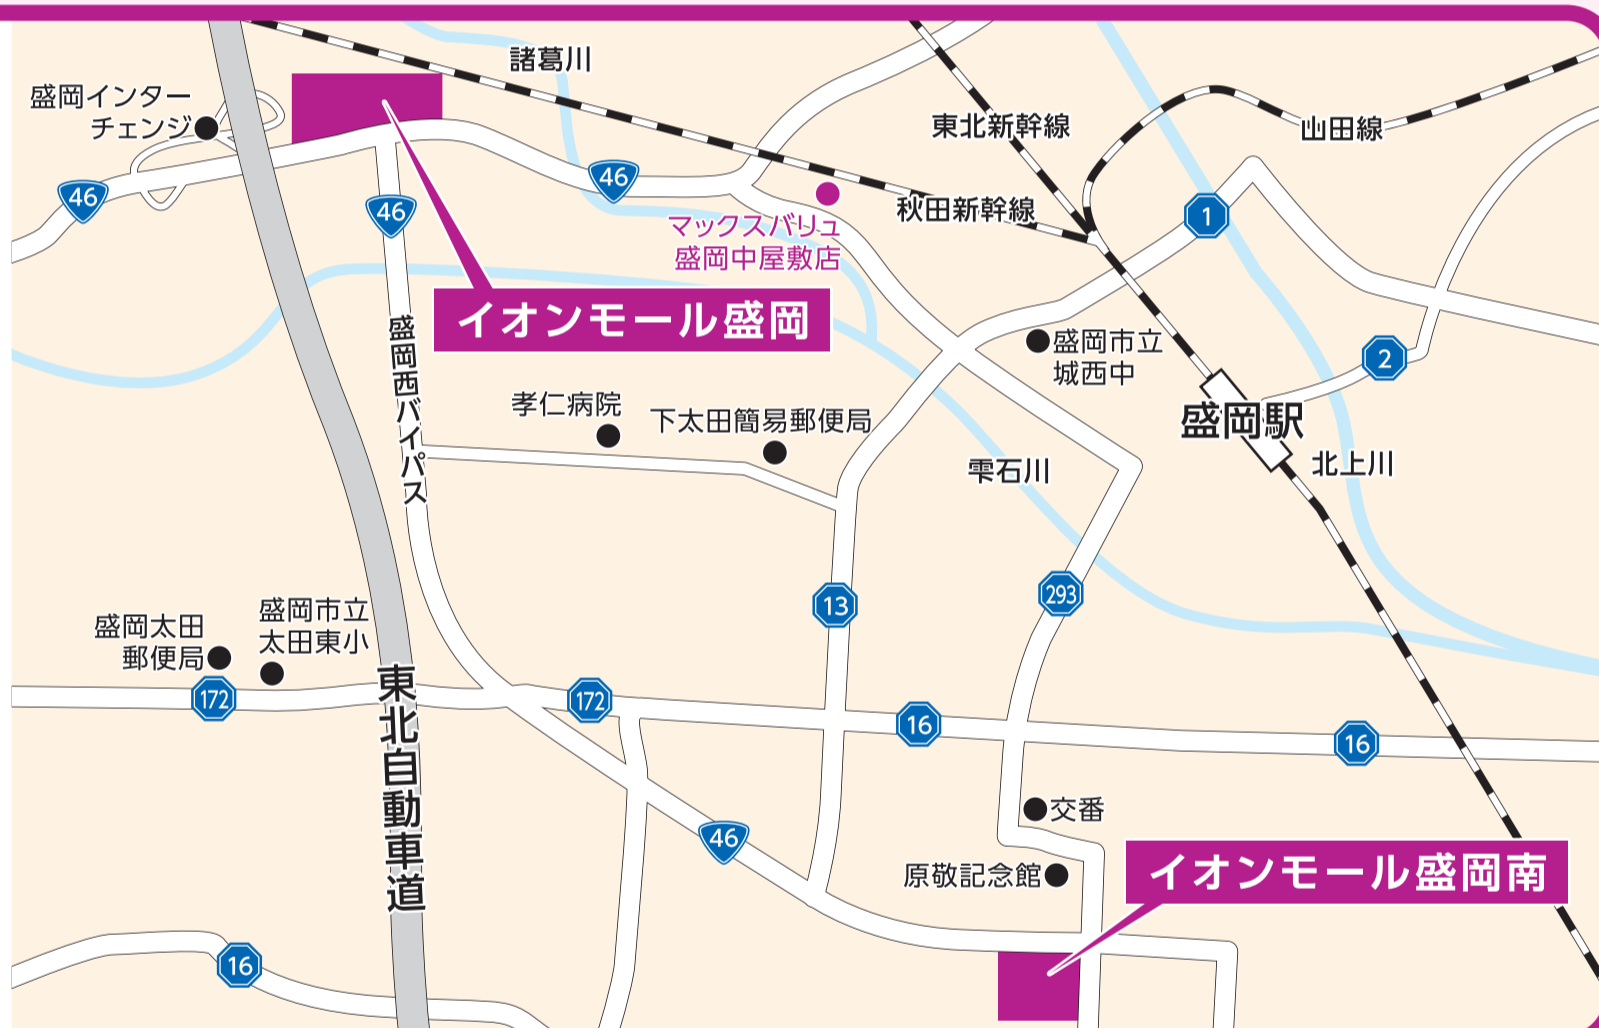 諸葛川
盛岡インター
チェンジ
東北新幹線
山田線
46
46
46
1
秋田新幹線
マックスバリュ
盛岡中屋敷店
イオンモール盛岡
盛岡西バイパス
盛岡市立
城西中
2
孝仁病院
下太田簡易郵便局
盛岡駅
雫石川
北上川
13
293
盛岡太田
郵便局
盛岡市立
太田東小
172
東北自動車道
172
16
16
交番
46
原敬記念館
イオンモール盛岡南
16